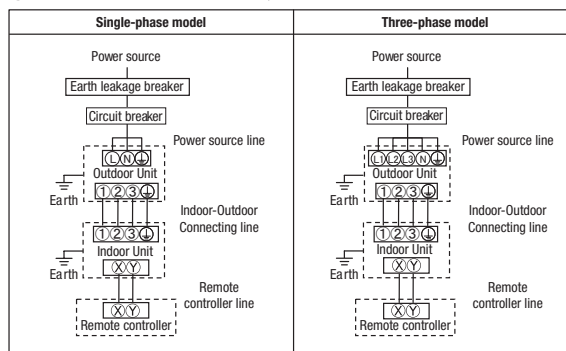 Single-phase model
Power source
Earth leakage breaker
Circuit breaker
Power source line
L N ⏚
Outdoor Unit
1 2 3 ⏚
Earth
Indoor-Outdoor
Connecting line
1 2 3 ⏚
Indoor Unit
X Y
Earth
Remote
controller line
X Y
Remote controller
Three-phase model
Power source
Earth leakage breaker
Circuit breaker
Power source line
L1 L2 L3 N ⏚
Outdoor Unit
1 2 3 ⏚
Earth
Indoor-Outdoor
Connecting line
1 2 3 ⏚
Indoor Unit
X Y
Earth
Remote
controller line
X Y
Remote controller